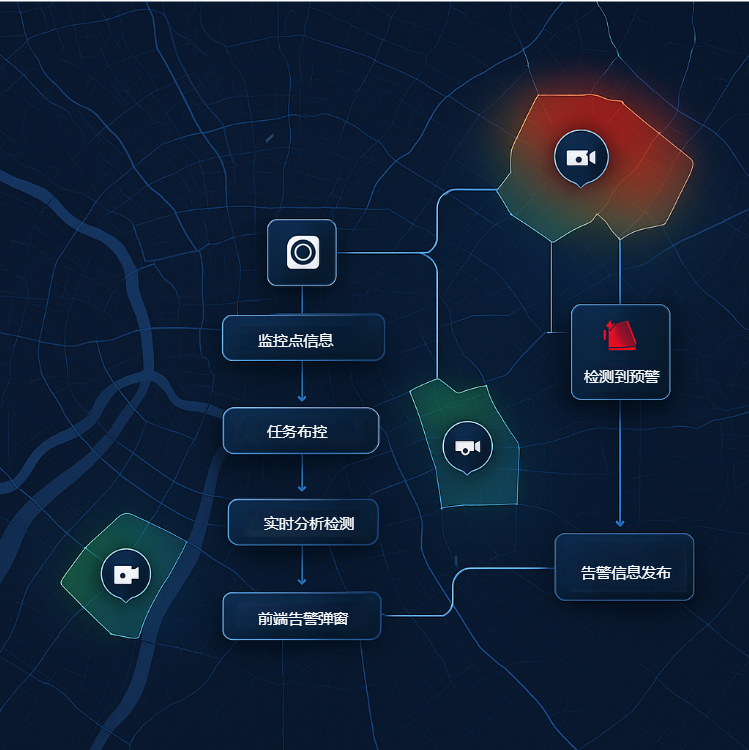 监控点信息
检测到预警
任务布控
实时分析检测
告警信息发布
前端告警弹窗